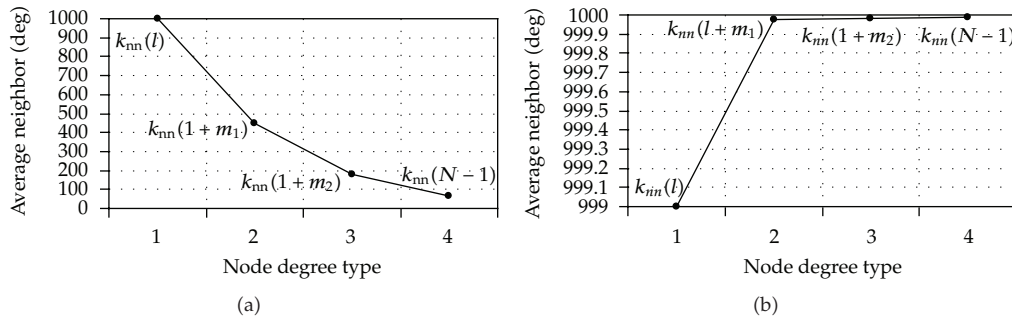 1000
900
800
700
600
500
400
300
200
100
0
Average neighbor (deg)
k_nn(l)
k_nn(1 + m_1)
k_nn(1 + m_2)
k_nn(N − 1)
1 2 3 4
Node degree type
(a)
1000
999.9
999.8
999.7
999.6
999.5
999.4
999.3
999.2
999.1
999
Average neighbor (deg)
k_nn(l + m_1)
k_nn(1 + m_2)
k_nn(N − 1)
k_nn(l)
1 2 3 4
Node degree type
(b)